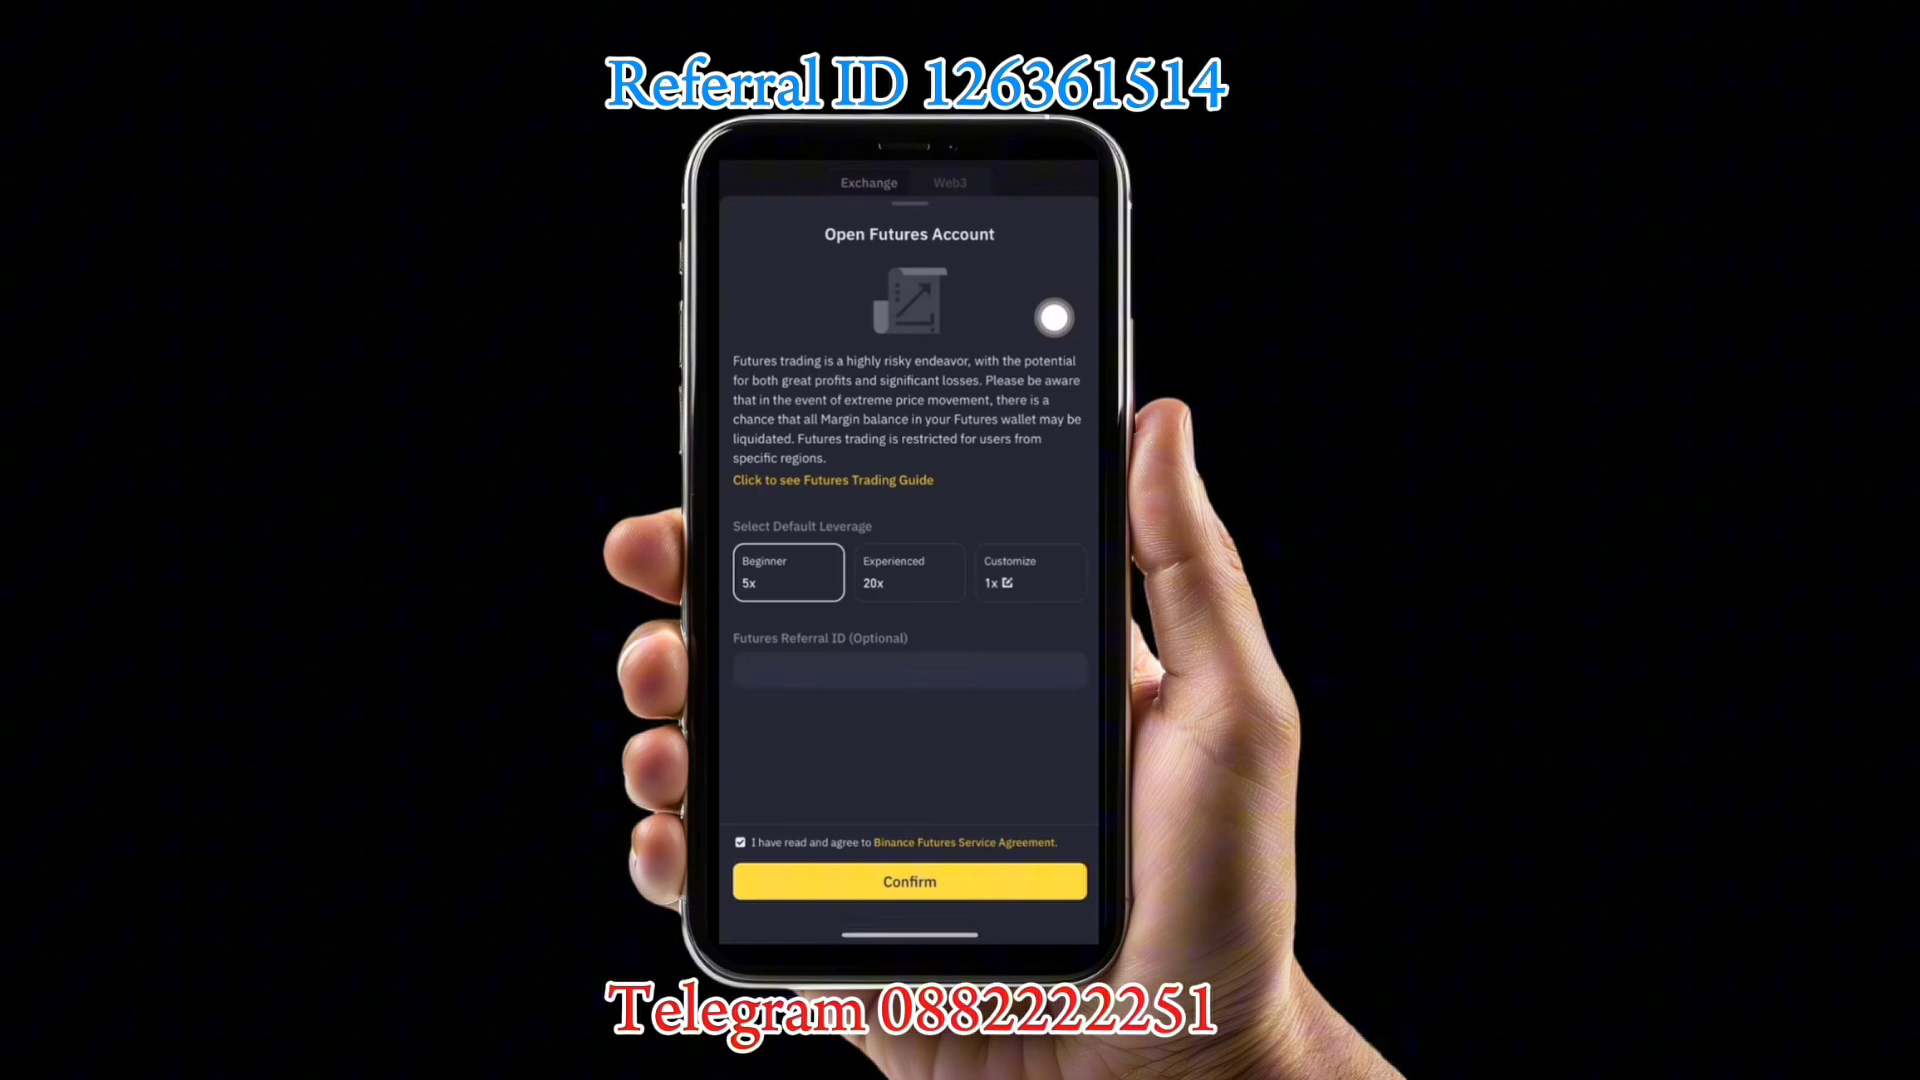 Referral ID 126361514
Exchange Web3
Open Futures Account
Futures trading is a highly risky endeavor, with the potential
for both great profits and significant losses. Please be aware
that in the event of extreme price movement, there is a
chance that all Margin balance in your Futures wallet may be
liquidated. Futures trading is restricted for users from
specific regions.
Click to see Futures Trading Guide
Select Default Leverage
Beginner Experienced Customize
5x 20x 1x
Futures Referral ID (Optional)
I have read and agree to Binance Futures Service Agreement.
Confirm
Telegram 0882222251